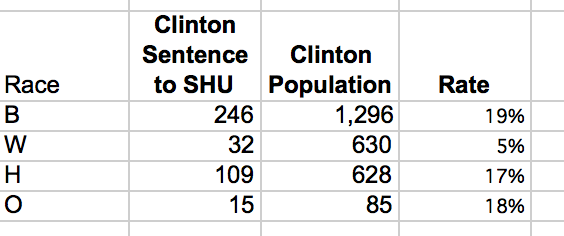 Clinton
Sentence Clinton
Race to SHU Population Rate
B 246 1,296 19%
W 32 630 5%
H 109 628 17%
O 15 85 18%